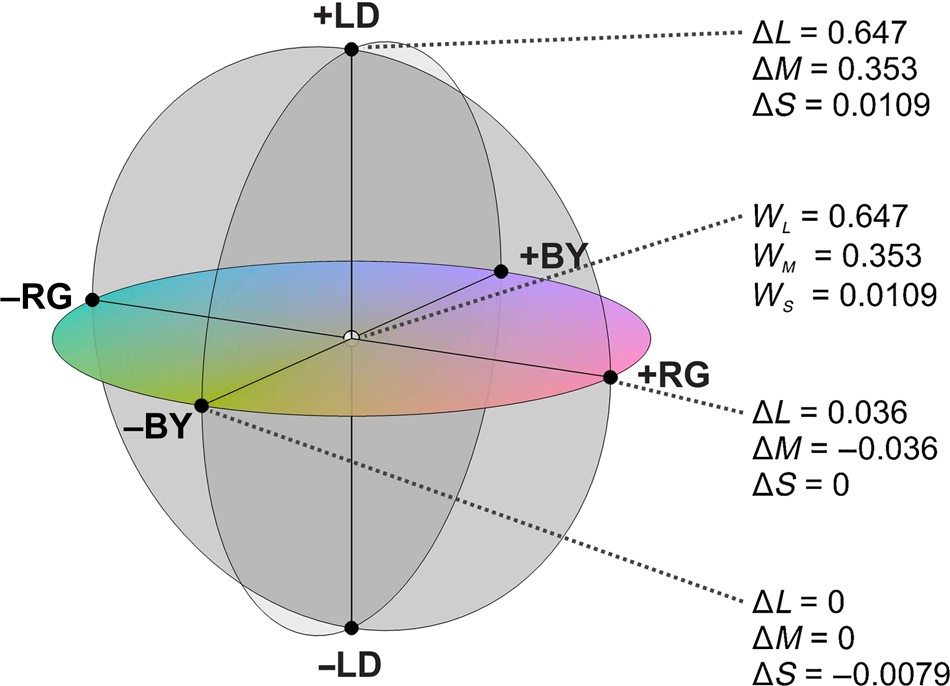 +LD
ΔL = 0.647
ΔM = 0.353
ΔS = 0.0109
W_L = 0.647
W_M = 0.353
W_S = 0.0109
+BY
–RG
+RG
ΔL = 0.036
ΔM = –0.036
ΔS = 0
–BY
ΔL = 0
ΔM = 0
ΔS = –0.0079
–LD